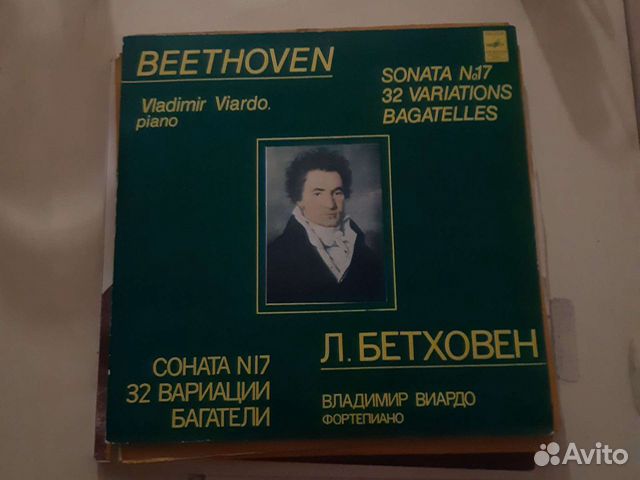 BEETHOVEN
Vladimir Viardo.
piano
SONATA No17
32 VARIATIONS
BAGATELLES
СОНАТА N17
32 ВАРИАЦИИ
БАГАТЕЛИ
Л. БЕТХОВЕН
ВЛАДИМИР ВИАРДО
ФОРТЕПИАНО
Avito